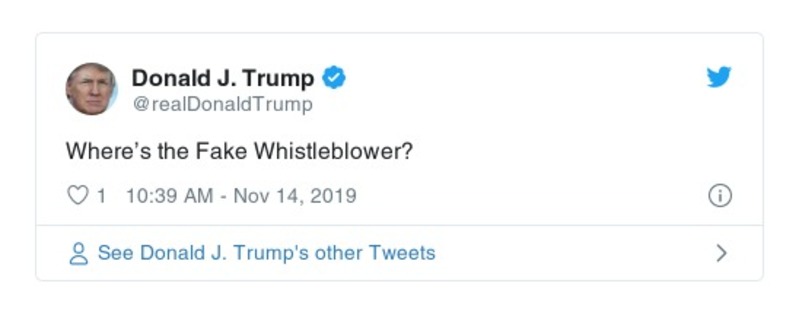 Donald J. Trump
@realDonaldTrump
Where’s the Fake Whistleblower?
1 10:39 AM - Nov 14, 2019
See Donald J. Trump's other Tweets